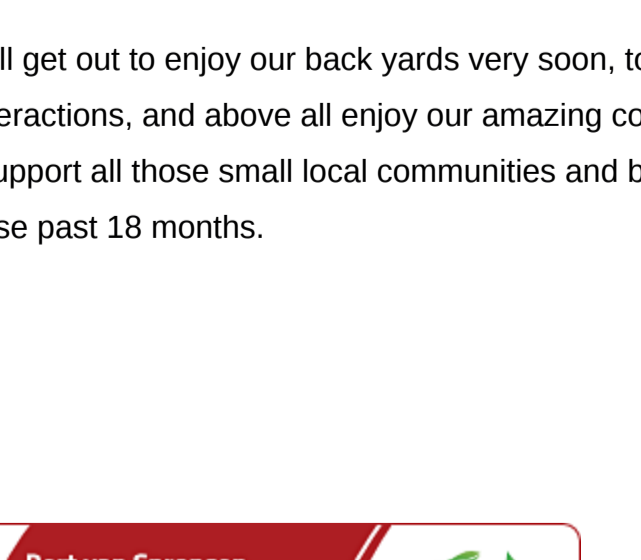 ll get out to enjoy our back yards very soon, to
eractions, and above all enjoy our amazing co
upport all those small local communities and b
se past 18 months.